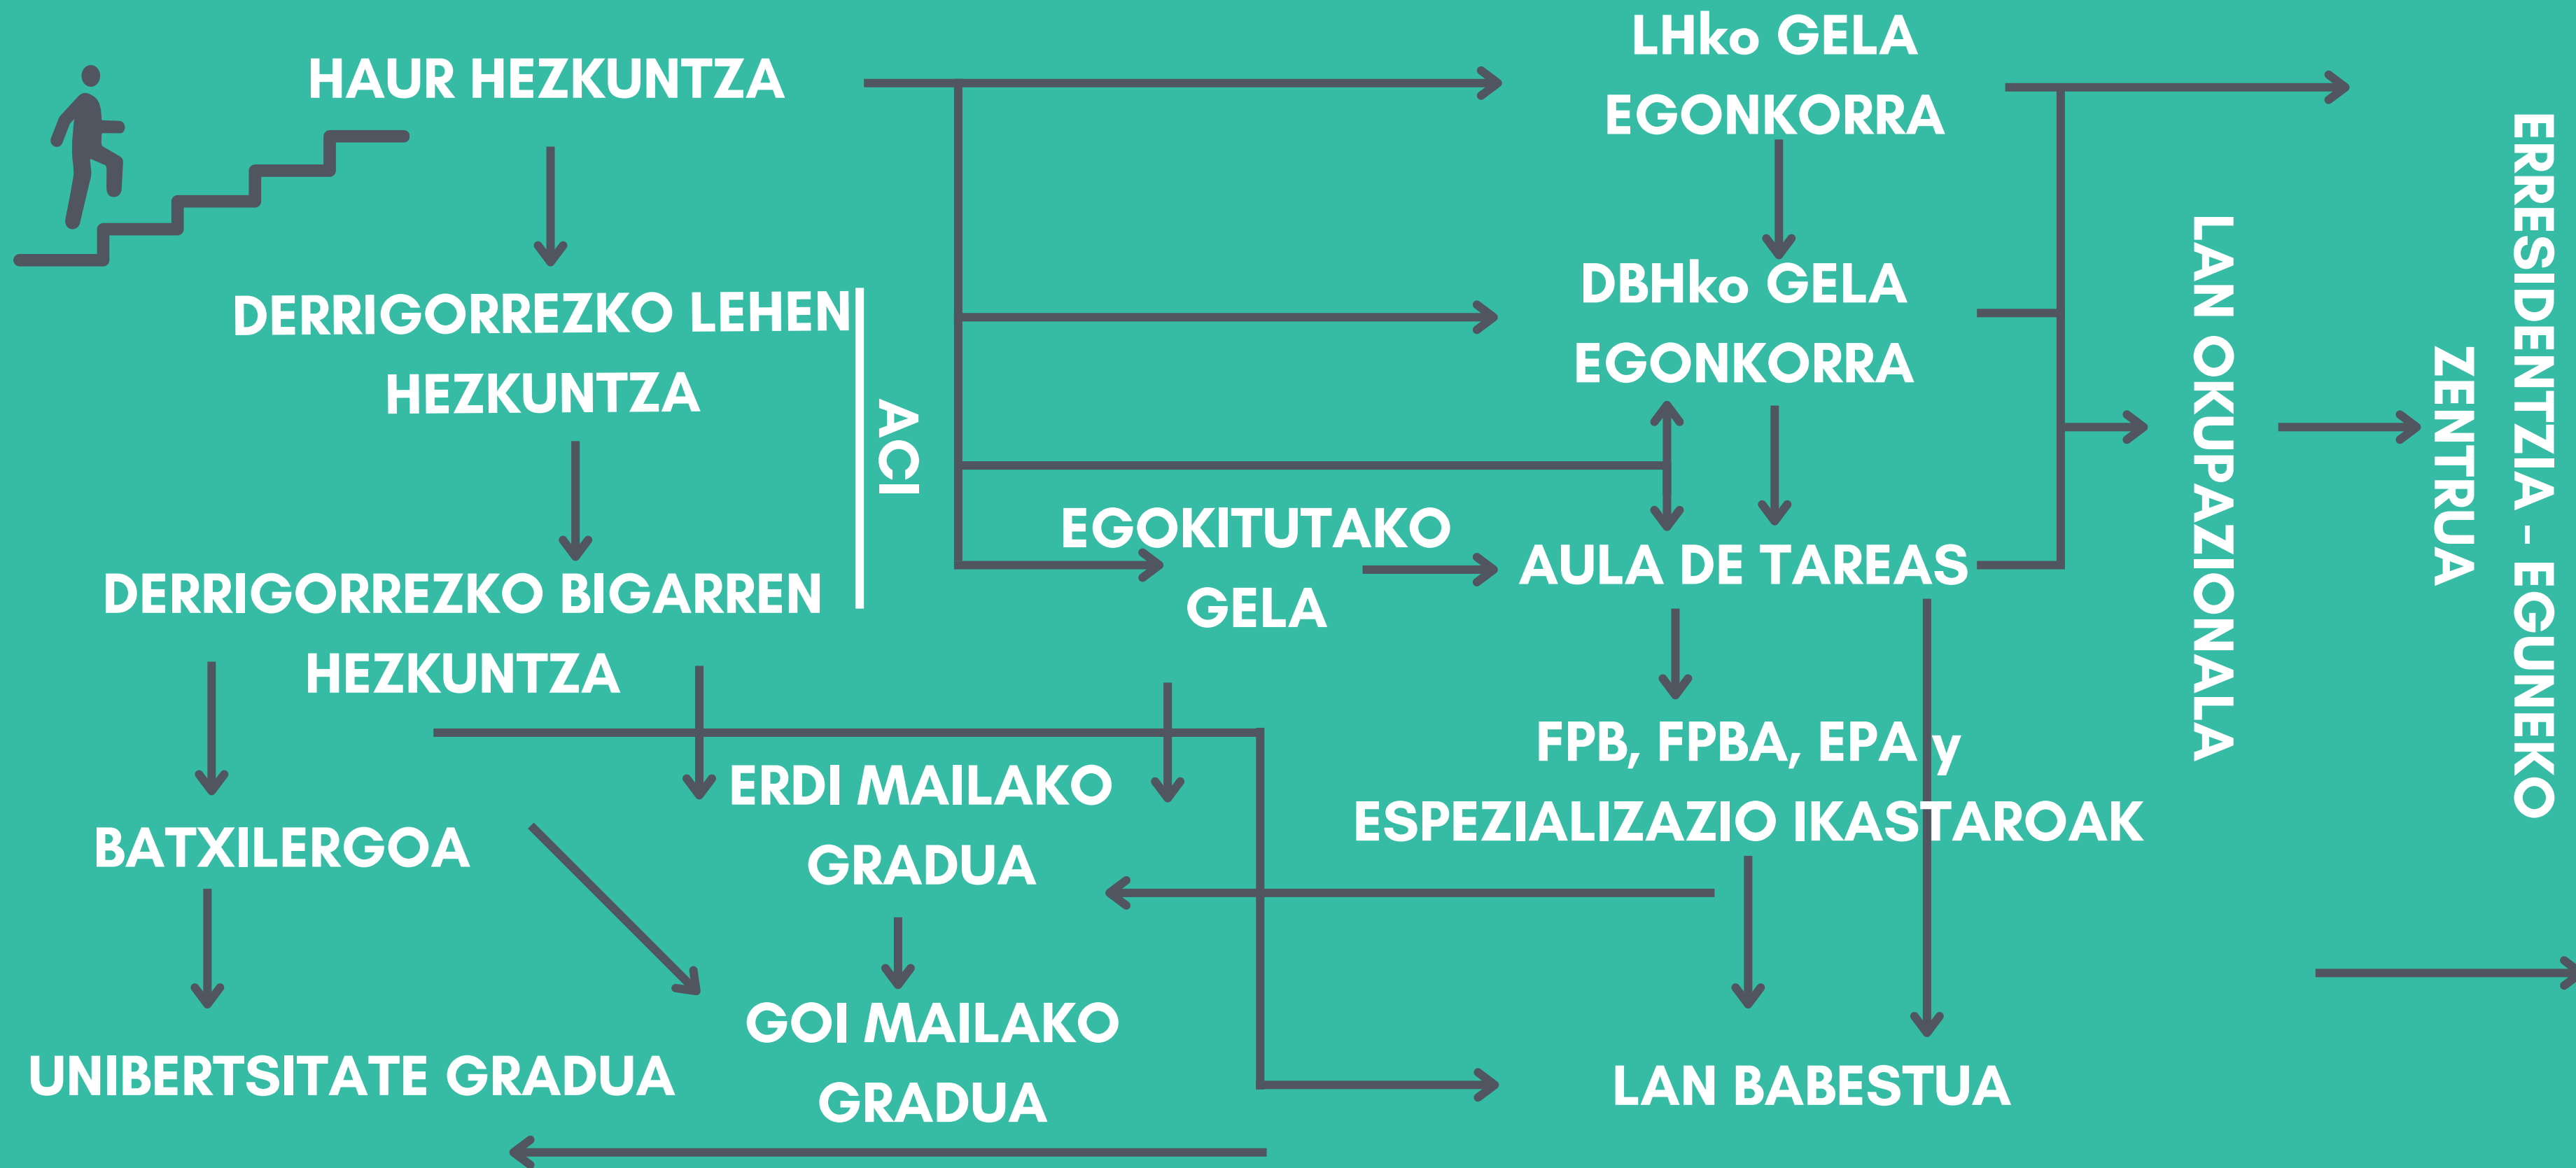 HAUR HEZKUNTZA
DERRIGORREZKO LEHEN
HEZKUNTZA
ACI
DERRIGORREZKO BIGARREN
HEZKUNTZA
BATXILERGOA
UNIBERTSITATE GRADUA
ERDI MAILAKO
GRADUA
GOI MAILAKO
GRADUA
EGOKITUTAKO
GELA
LHko GELA
EGONKORRA
DBHko GELA
EGONKORRA
AULA DE TAREAS
FPB, FPBA, EPA y
ESPEZIALIZAZIO IKASTAROAK
LAN BABESTUA
LAN OKUPAZIONALA
ERRESIDENTZIA - EGUNEKO
ZENTRUA